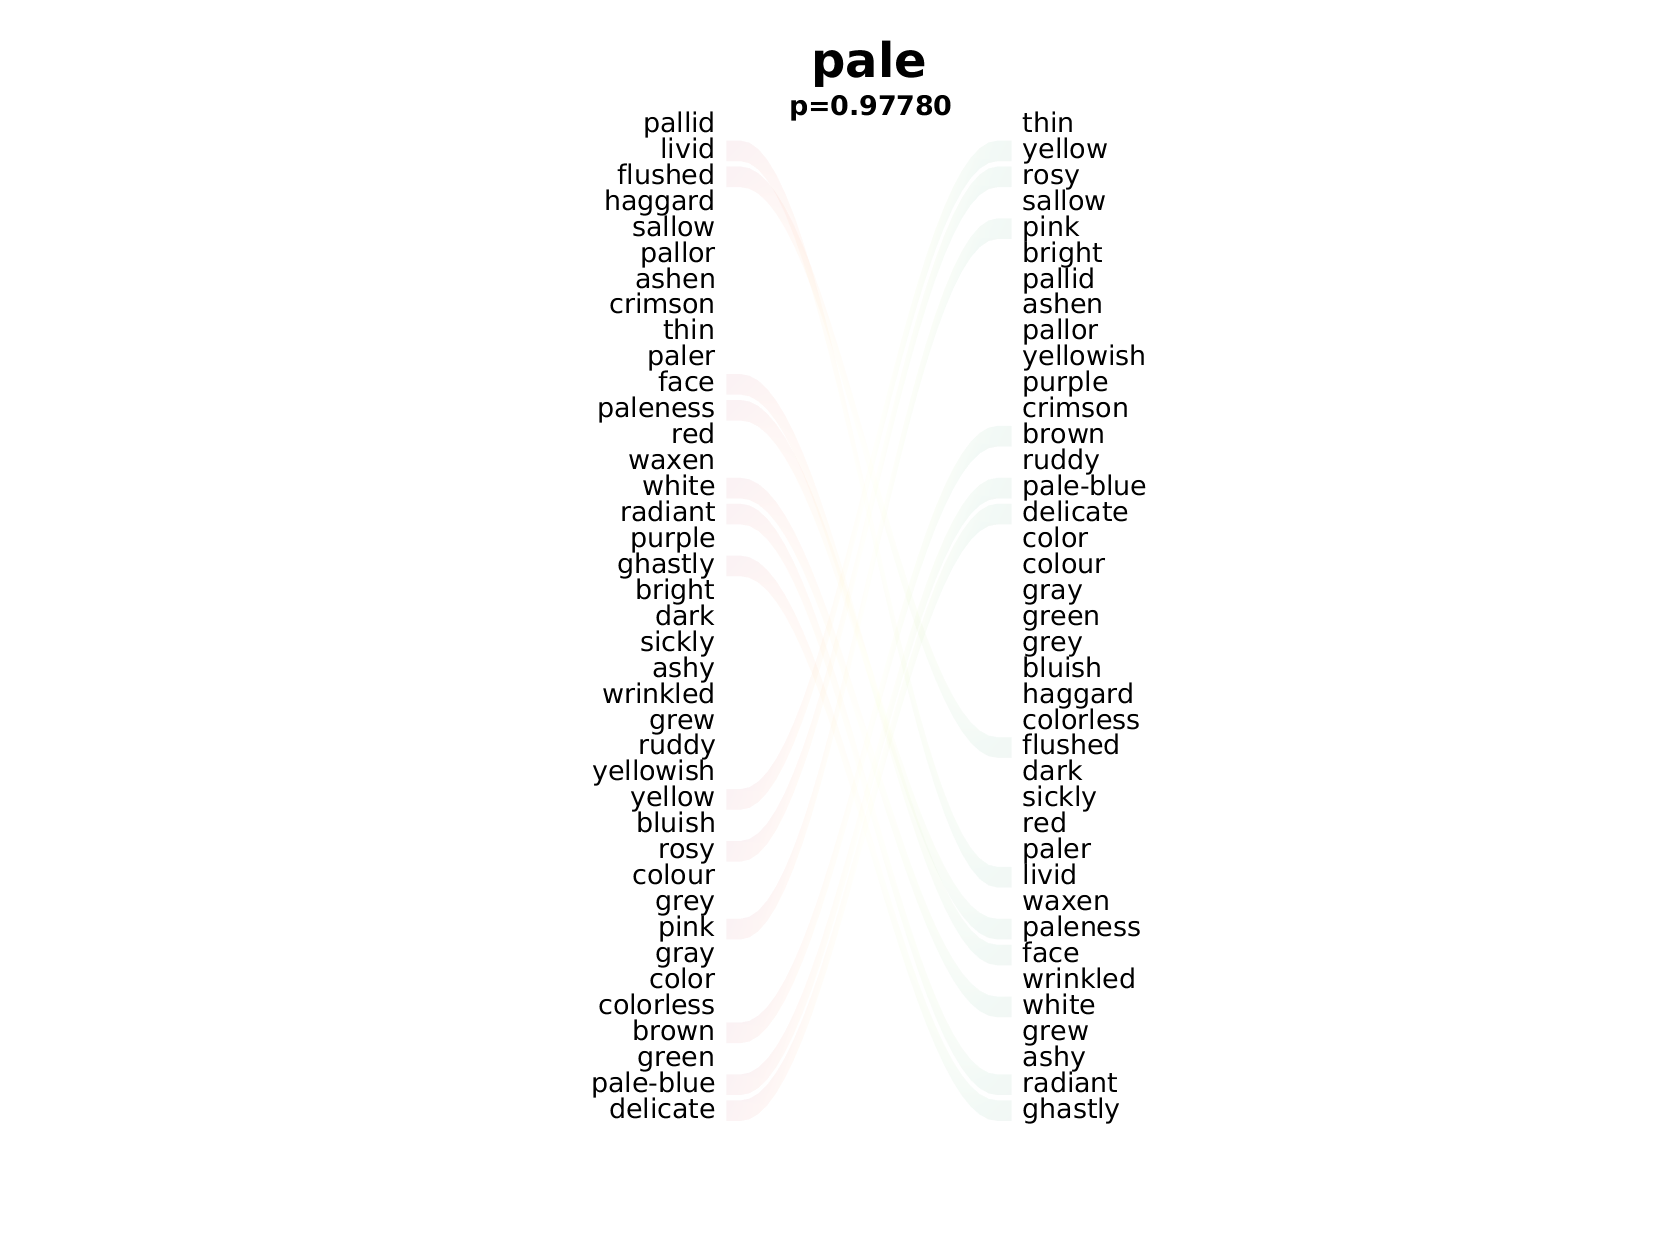 pale
p=0.97780
pallid thin
livid yellow
flushed rosy
haggard sallow
sallow pink
pallor bright
ashen pallid
crimson ashen
thin pallor
paler yellowish
face purple
paleness crimson
red brown
waxen ruddy
white pale-blue
radiant delicate
purple color
ghastly colour
bright gray
dark green
sickly grey
ashy bluish
wrinkled haggard
grew colorless
ruddy flushed
yellowish dark
yellow sickly
bluish red
rosy paler
colour livid
grey waxen
pink paleness
gray face
color wrinkled
colorless white
brown grew
green ashy
pale-blue radiant
delicate ghastly